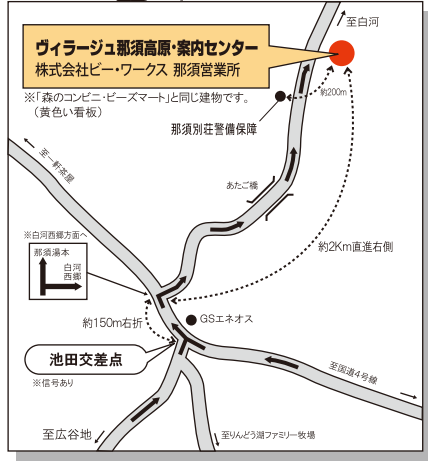 至白河
ヴィラージュ那須高原・案内センター
株式会社ビー・ワークス 那須営業所
※「森のコンビニ・ビーズマート」と同じ建物です。
（黄色い看板）
約200m
那須別荘警備保障
至一軒茶屋
あたご橋
※白河西郷方面へ
那須湯本
白河
西郷
約2Km直進右側
約150m右折
GSエネオス
池田交差点
※信号あり
至国道4号線
至広谷地
至りんどう湖ファミリー牧場